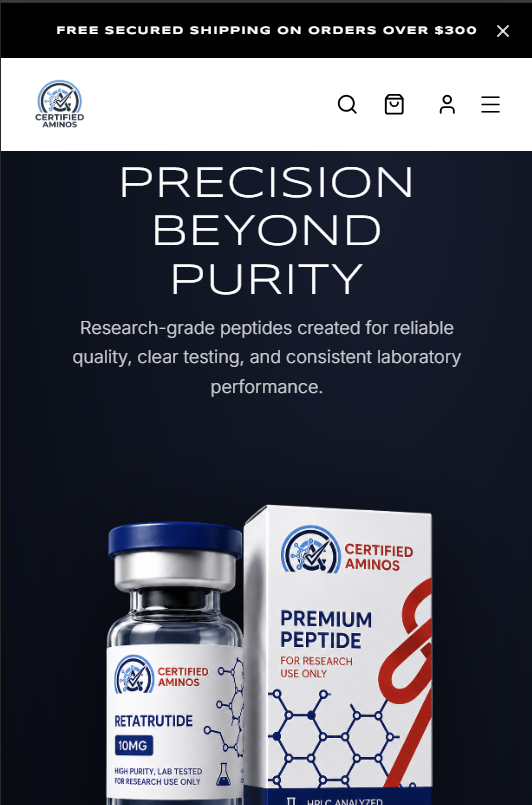 FREE SECURED SHIPPING ON ORDERS OVER $300
CERTIFIED
AMINOS
PRECISION
BEYOND
PURITY
Research-grade peptides created for reliable
quality, clear testing, and consistent laboratory
performance.
CERTIFIED
AMINOS
PREMIUM
PEPTIDE
FOR RESEARCH
USE ONLY
HPLC ANALYZED
CERTIFIED
AMINOS
RETATRUTIDE
10MG
HIGH PURITY, LAB TESTED
FOR RESEARCH USE ONLY